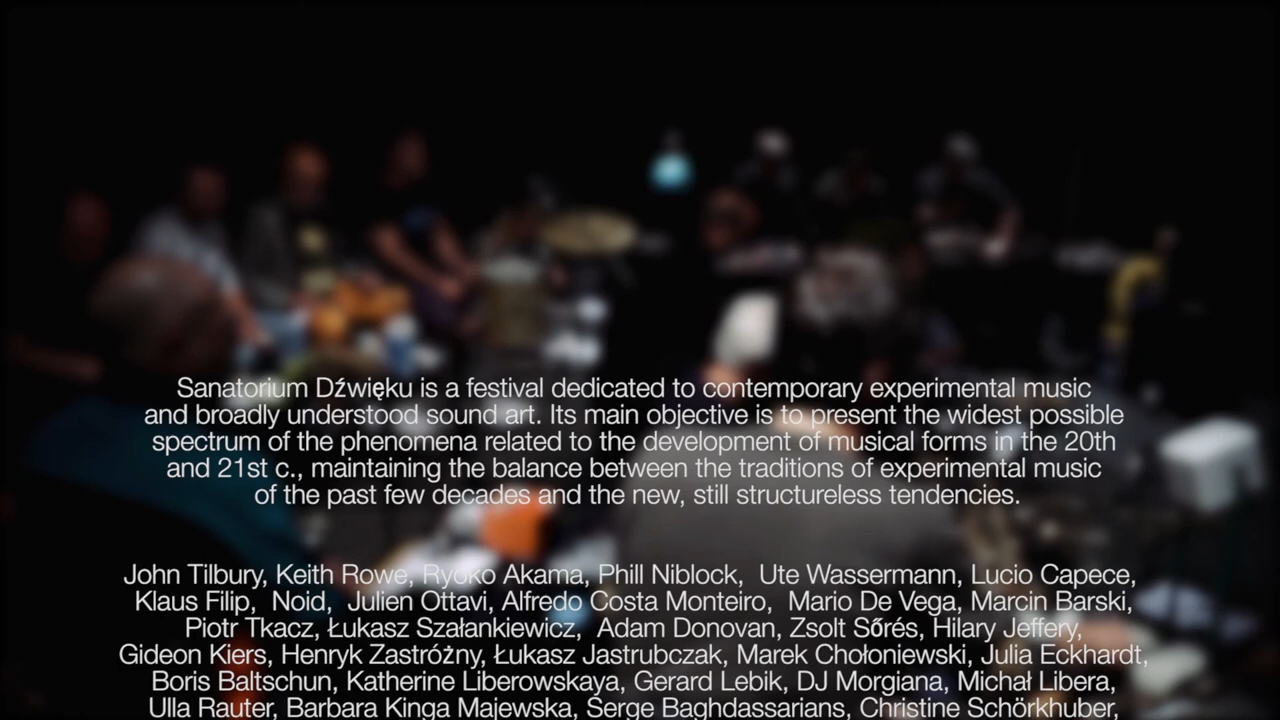 Sanatorium Dźwięku is a festival dedicated to contemporary experimental music
and broadly understood sound art. Its main objective is to present the widest possible
spectrum of the phenomena related to the development of musical forms in the 20th
and 21st c., maintaining the balance between the traditions of experimental music
of the past few decades and the new, still structureless tendencies.
John Tilbury, Keith Rowe, Ryoko Akama, Phill Niblock, Ute Wassermann, Lucio Capece,
Klaus Filip, Noid, Julien Ottavi, Alfredo Costa Monteiro, Mario De Vega, Marcin Barski,
Piotr Tkacz, Łukasz Szałankiewicz, Adam Donovan, Zsolt Sőrés, Hilary Jeffery,
Gideon Kiers, Henryk Zastróżny, Łukasz Jastrubczak, Marek Chołoniewski, Julia Eckhardt,
Boris Baltschun, Katherine Liberowskaya, Gerard Lebik, DJ Morgiana, Michał Libera,
Ulla Rauter, Barbara Kinga Majewska, Serge Baghdassarians, Christine Schörkhuber,